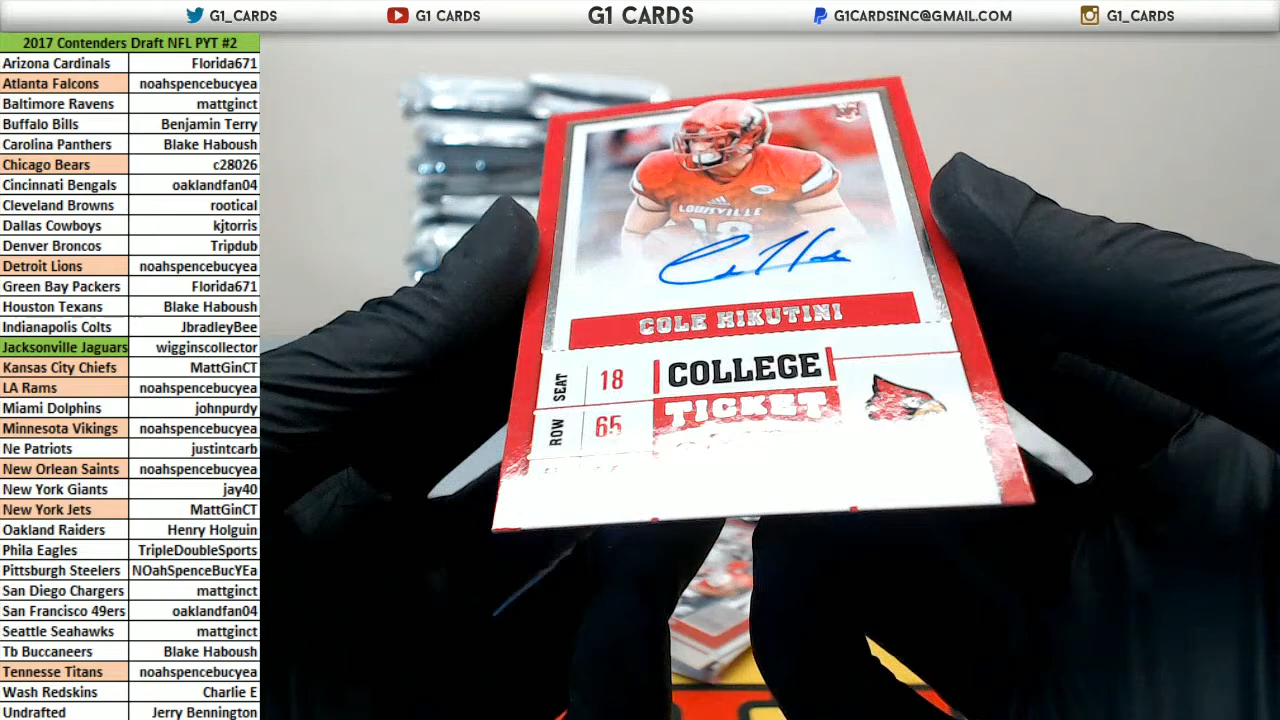 G1_CARDS
G1 CARDS
G1 CARDS
G1CARDSINC@GMAIL.COM
G1_CARDS
2017 Contenders Draft NFL PYT #2
Arizona Cardinals Florida671
Atlanta Falcons noahspencebucyea
Baltimore Ravens mattginct
Buffalo Bills Benjamin Terry
Carolina Panthers Blake Haboush
Chicago Bears c28026
Cincinnati Bengals oaklandfan04
Cleveland Browns rootical
Dallas Cowboys kjtorris
Denver Broncos Tripdub
Detroit Lions noahspencebucyea
Green Bay Packers Florida671
Houston Texans Blake Haboush
Indianapolis Colts JbradleyBee
Jacksonville Jaguars wigginscollector
Kansas City Chiefs MattGinCT
LA Rams noahspencebucyea
Miami Dolphins johnpurdy
Minnesota Vikings noahspencebucyea
Ne Patriots justintcarb
New Orlean Saints noahspencebucyea
New York Giants jay40
New York Jets MattGinCT
Oakland Raiders Henry Holguin
Phila Eagles TripleDoubleSports
Pittsburgh Steelers NOahSpenceBucYEa
San Diego Chargers mattginct
San Francisco 49ers oaklandfan04
Seattle Seahawks mattginct
Tb Buccaneers Blake Haboush
Tennesse Titans noahspencebucyea
Wash Redskins Charlie E
Undrafted Jerry Bennington
LOUISVILLE
18
COLE HIKUTINI
SEAT 18
COLLEGE
TICKET
ROW 65